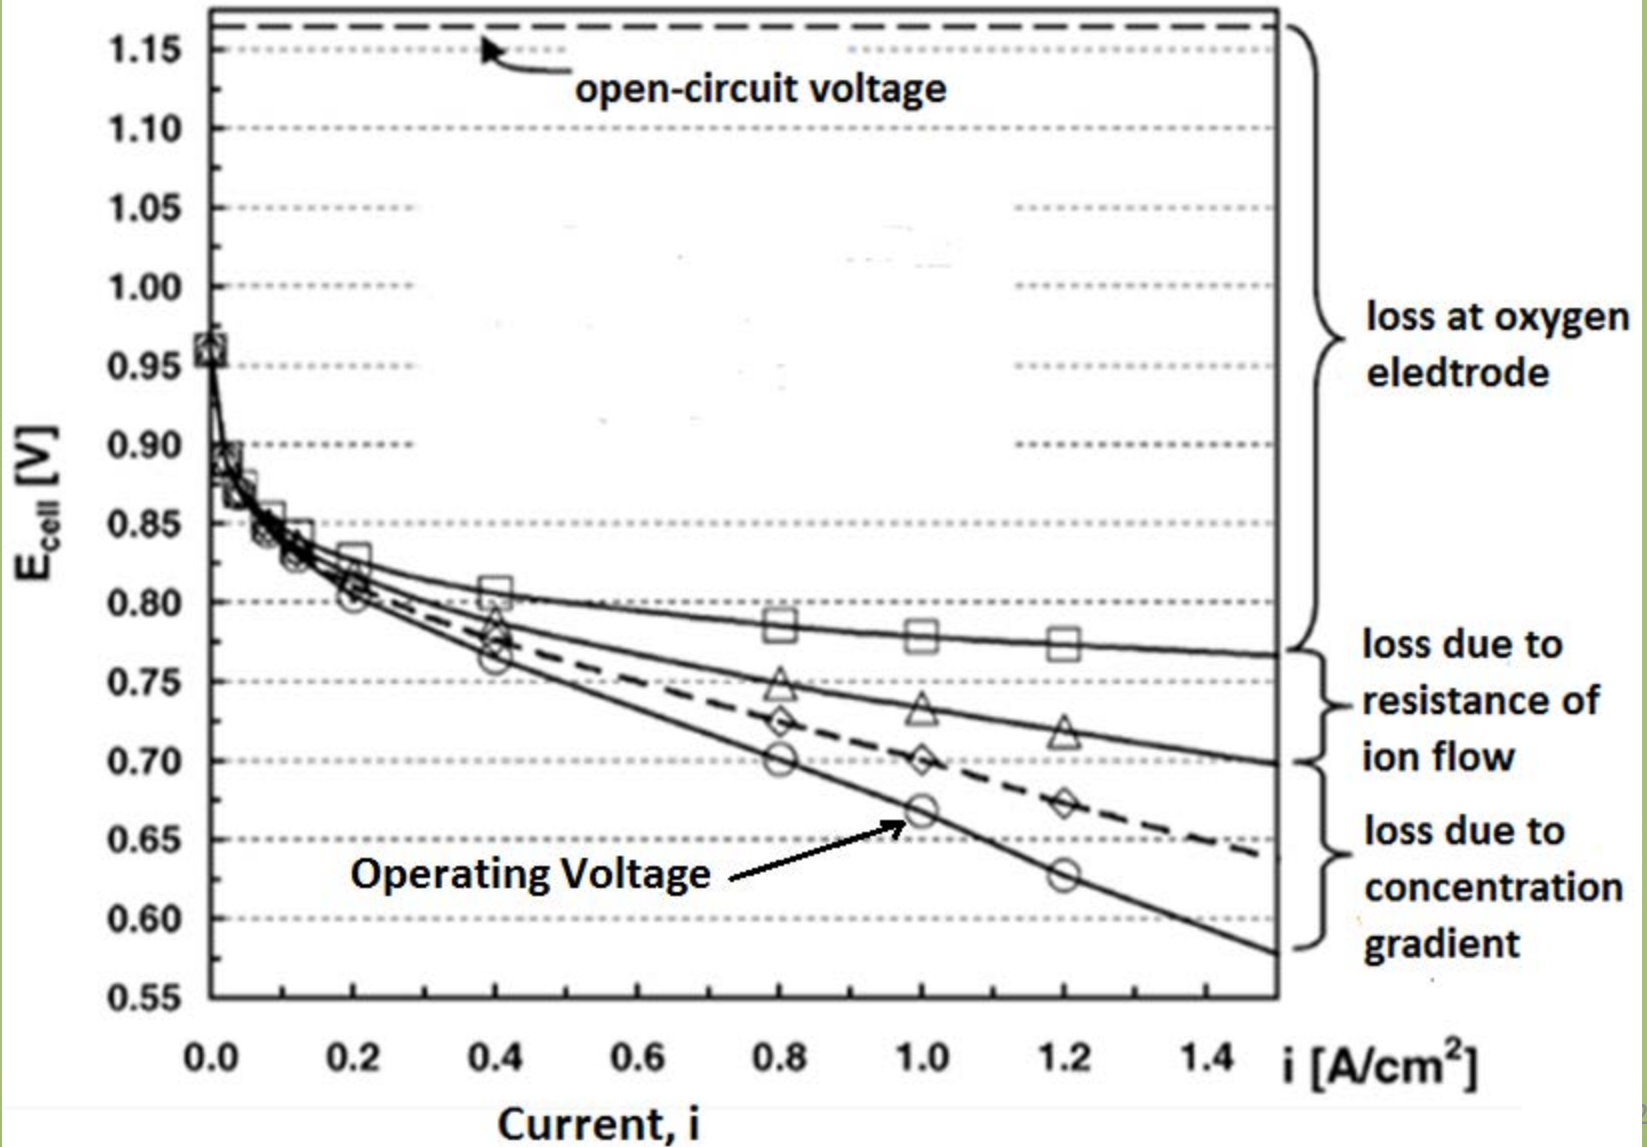 1.15
open-circuit voltage
1.10
1.05
1.00
0.95
0.90
0.85
0.80
0.75
0.70
0.65
0.60
0.55
E_cell [V]
loss at oxygen
eledtrode
loss due to
resistance of
ion flow
loss due to
concentration
gradient
Operating Voltage
0.0 0.2 0.4 0.6 0.8 1.0 1.2 1.4 i [A/cm²]
Current, i